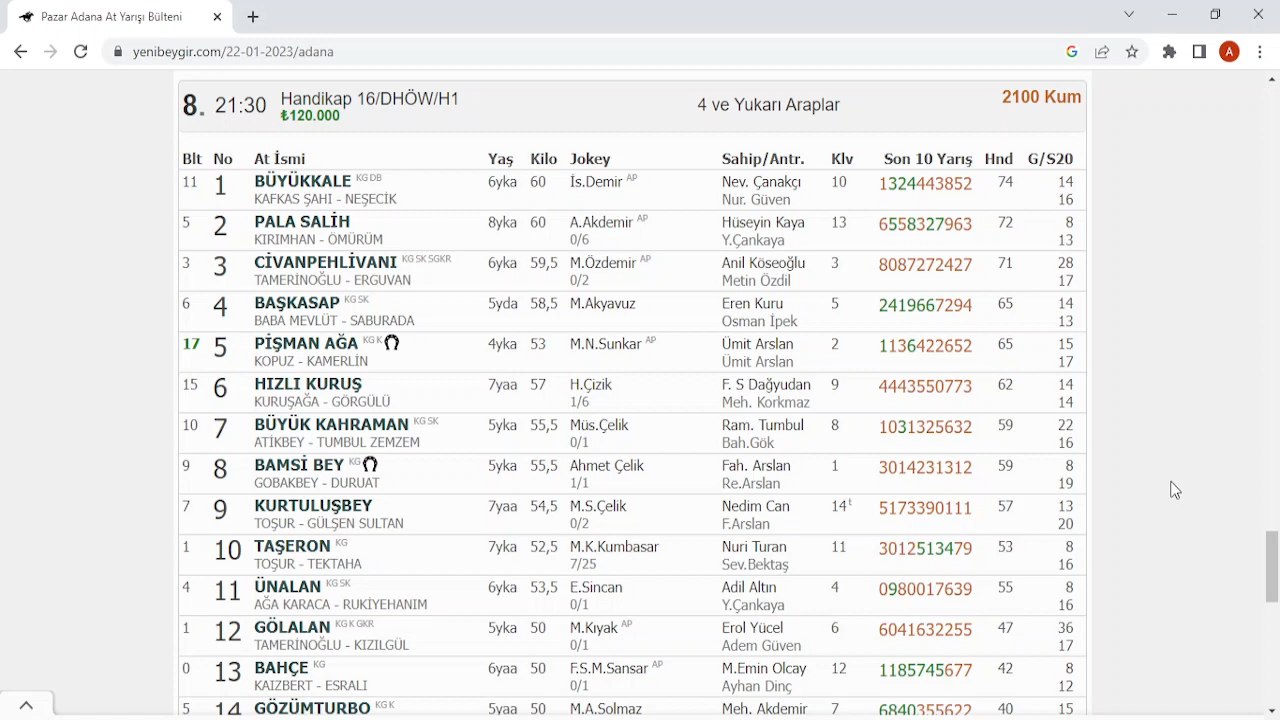 Pazar Adana At Yarışı Bülteni
yenibeygir.com/22-01-2023/adana
A
8. 21:30 Handikap 16/DHÖW/H1 4 ve Yukarı Araplar 2100 Kum
₺120.000
Blt No At İsmi Yaş Kilo Jokey Sahip/Antr. Klv Son 10 Yarış Hnd G/S20
11 1 BÜYÜKKALE KG DB 6yka 60 İs.Demir AP Nev. Çanakçı 10 1324443852 74 14
KAFKAS ŞAHI - NEŞECİK Nur. Güven 16
5 2 PALA SALİH 8yka 60 A.Akdemir AP Hüseyin Kaya 13 6558327963 72 8
KIRIMHAN - ÖMÜRÜM 0/6 Y.Çankaya 13
3 3 CİVANPEHLİVANI KG SK SGKR 6yka 59,5 M.Özdemir AP Anıl Köseoğlu 3 8087272427 71 28
TAMERİNOĞLU - ERGUVAN 0/2 Metin Özdil 17
6 4 BAŞKASAP KG SK 5yda 58,5 M.Akyavuz Eren Kuru 5 2419667294 65 14
BABA MEVLÜT - SABURADA Osman İpek 13
17 5 PİŞMAN AĞA KG K 4yka 53 M.N.Sunkar AP Ümit Arslan 2 1136422652 65 15
KOPUZ - KAMERLİN Ümit Arslan 17
15 6 HIZLI KURUŞ 7yaa 57 H.Çizik F. S Dağyudan 9 4443550773 62 14
KURUŞAĞA - GÖRGÜLÜ 1/6 Meh. Korkmaz 14
10 7 BÜYÜK KAHRAMAN KG SK 5yka 55,5 Müs.Çelik Ram. Tumbul 8 1031325632 59 22
ATİKBEY - TUMBUL ZEMZEM 0/1 Bah.Gök 16
9 8 BAMSİ BEY KG 5yka 55,5 Ahmet Çelik Fah. Arslan 1 3014231312 59 8
GOBAKBEY - DURUAT 1/1 Re.Arslan 19
7 9 KURTULUŞBEY 7yaa 54,5 M.S.Çelik Nedim Can 14t 5173390111 57 13
TOŞUR - GÜLŞEN SULTAN 0/2 F.Arslan 20
1 10 TAŞERON KG 7yka 52,5 M.K.Kumbasar Nuri Turan 11 3012513479 53 8
TOŞUR - TEKTAHA 7/25 Sev.Bektaş 16
4 11 ÜNALAN KG SK 6yka 53,5 E.Sincan Adil Altın 4 0980017639 55 8
AĞA KARACA - RUKİYEHANIM 0/1 Y.Çankaya 16
1 12 GÖLALAN KG K GKR 5yka 50 M.Kıyak AP Erol Yücel 6 6041632255 47 36
TAMERİNOĞLU - KIZILGÜL 0/1 Adem Güven 17
0 13 BAHÇE KG 6yaa 50 F.S.M.Sansar AP M.Emin Olcay 12 1185745677 42 8
KAIZBERT - ESRALI 0/1 Ayhan Dinç 12
5 14 GÖZÜMTURBO KG K 5yaa 50 M.A.Solmaz Meh. Akdemir 7 6840355622 40 15